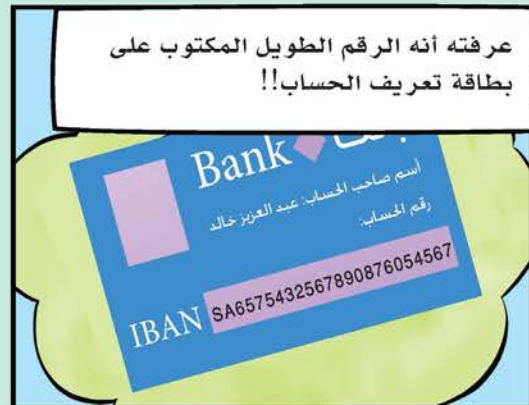 عرفته أنه الرقم الطويل المكتوب على
بطاقة تعريف الحساب!!
Bank
أسم صاحب الحساب: عبد العزيز خالد
رقم الحساب:
IBAN SA6575432567890876054567